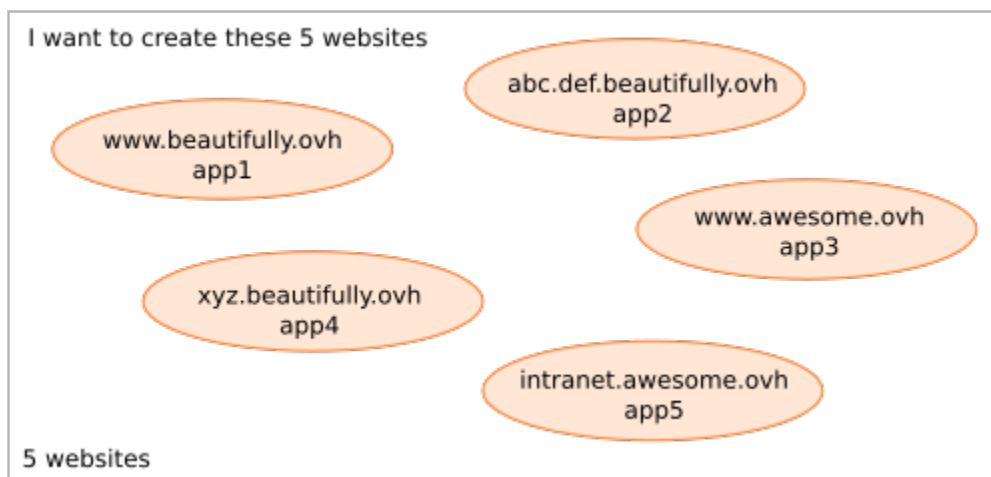 I want to create these 5 websites
abc.def.beautifully.ovh
app2
www.beautifully.ovh
app1
www.awesome.ovh
app3
xyz.beautifully.ovh
app4
intranet.awesome.ovh
app5
5 websites